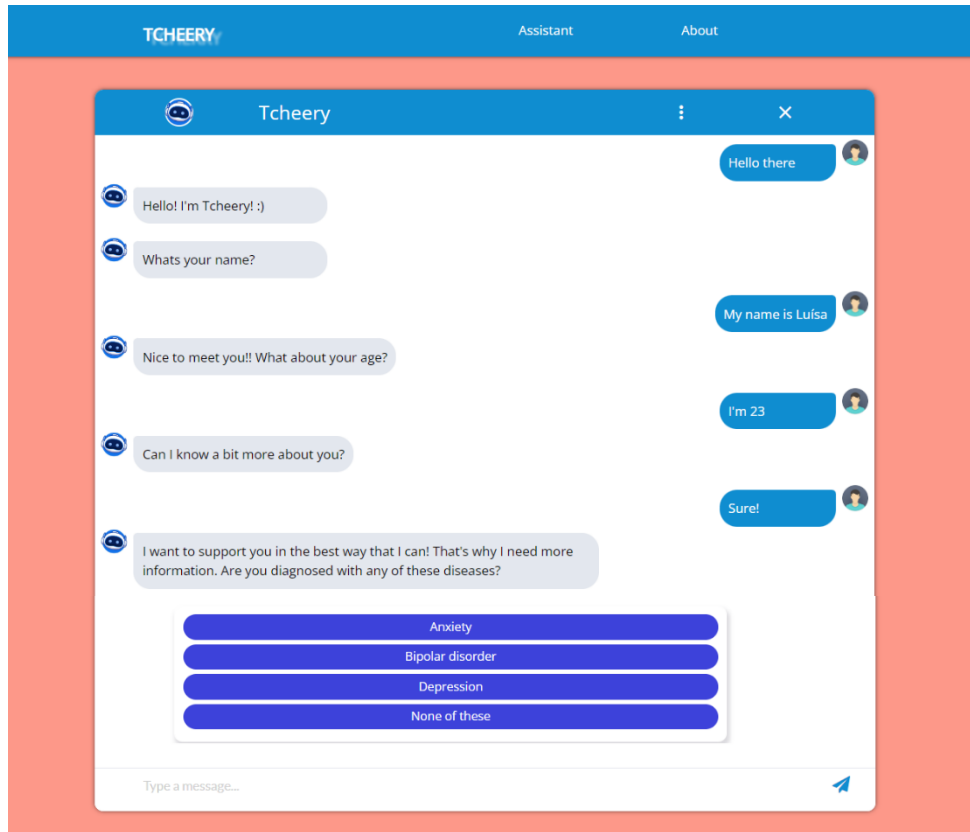 TCHEERY
Assistant
About
Tcheery
Hello there
Hello! I'm Tcheery! :)
Whats your name?
My name is Luísa
Nice to meet you!! What about your age?
I'm 23
Can I know a bit more about you?
Sure!
I want to support you in the best way that I can! That's why I need more
information. Are you diagnosed with any of these diseases?
Anxiety
Bipolar disorder
Depression
None of these
Type a message...